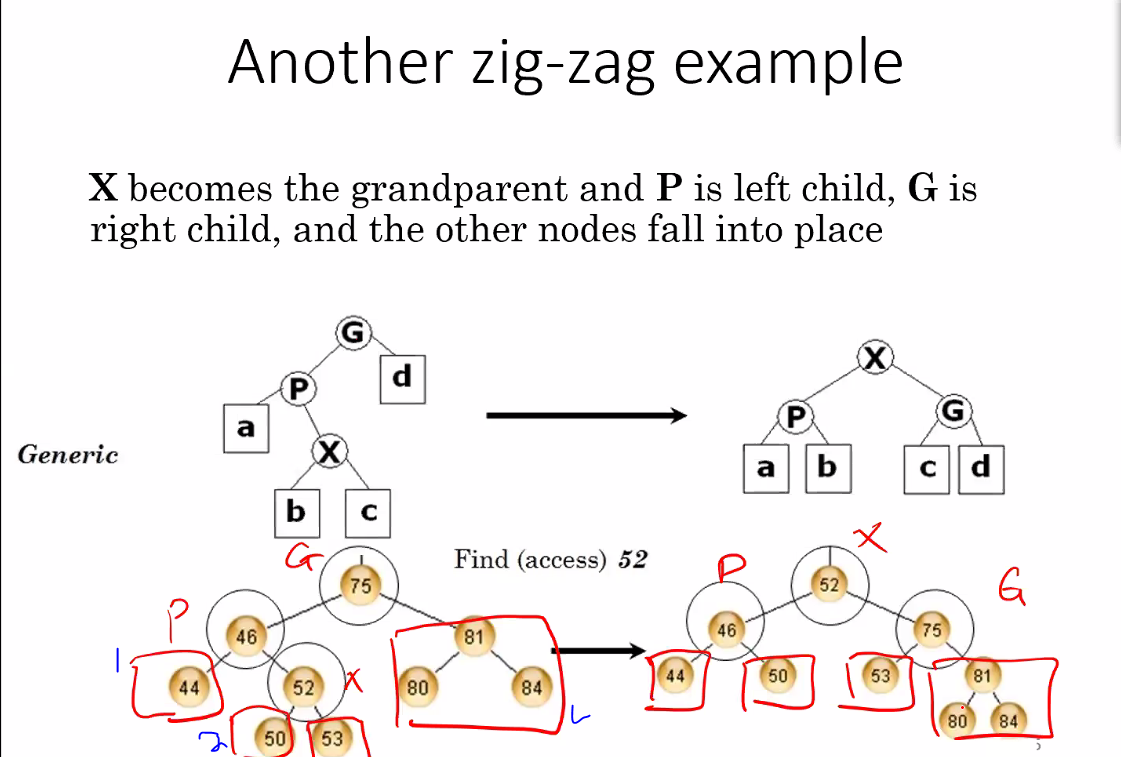 Another zig-zag example
X becomes the grandparent and P is left child, G is
right child, and the other nodes fall into place
G
P
d
a
X
b
c
Generic
X
P
G
a
b
c
d
Find (access) 52
G
75
P
46
81
1
44
52
X
80
84
2
50
53
X
P
52
G
46
75
44
50
53
81
80
84